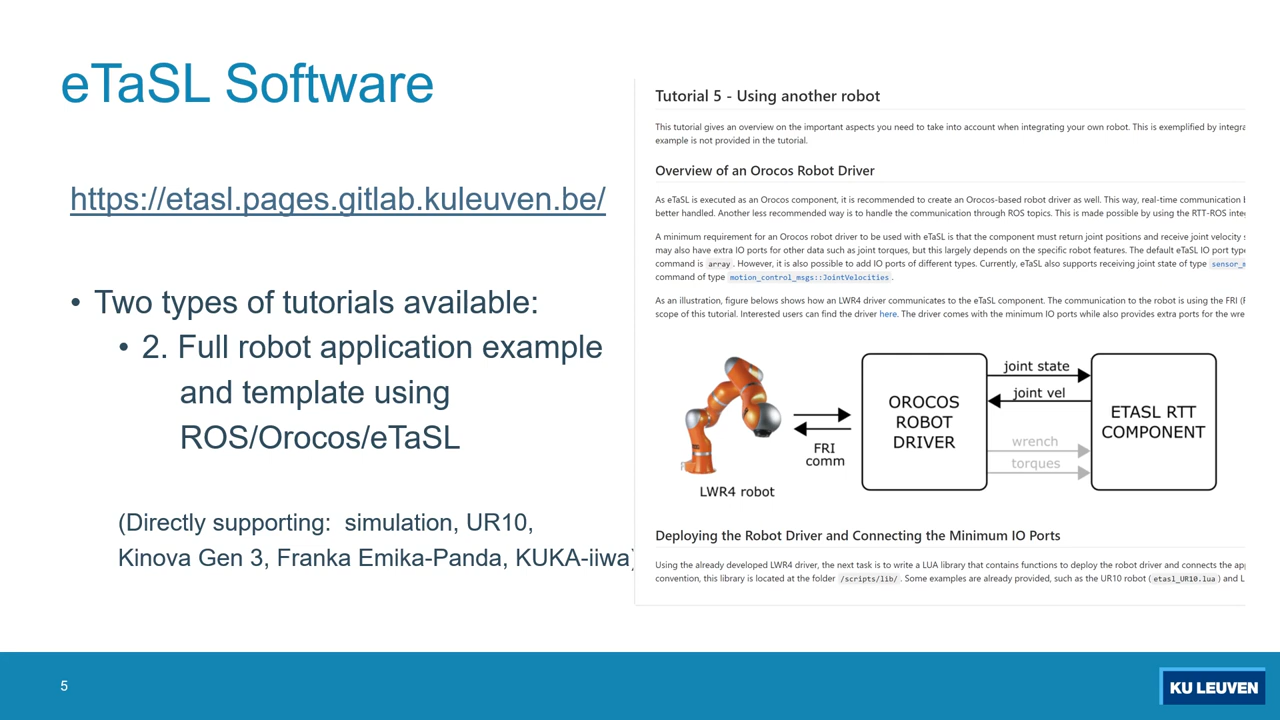 eTaSL Software
https://etasl.pages.gitlab.kuleuven.be/
• Two types of tutorials available:
• 2. Full robot application example
and template using
ROS/Orocos/eTaSL
(Directly supporting: simulation, UR10,
Kinova Gen 3, Franka Emika-Panda, KUKA-iiwa)
Tutorial 5 - Using another robot
This tutorial gives an overview on the important aspects you need to take into account when integrating your own robot. This is exemplified by
example is not provided in the tutorial.
Overview of an Orocos Robot Driver
As eTaSL is executed as an Orocos component, it is recommended to create an Orocos-based robot driver as well. This way, real-time communication
better handled. Another less recommended way is to handle the communication through ROS topics. This is made possible by using the RTT-ROS
A minimum requirement for an Orocos robot driver to be used with eTaSL is that the component must return joint positions and receive joint velocity
may also have extra IO ports for other data such as joint torques, but this largely depends on the specific robot features. The default eTaSL IO port
command is array. However, it is also possible to add IO ports of different types. Currently, eTaSL also supports receiving joint state of type
command of type motion_control_msgs::JointVelocities.
As an illustration, figure belows shows how an LWR4 driver communicates to the eTaSL component. The communication to the robot is using the FRI
scope of this tutorial. Interested users can find the driver here. The driver comes with the minimum IO ports while also provides extra ports for the
LWR4 robot
FRI
comm
OROCOS
ROBOT
DRIVER
joint state
joint vel
wrench
torques
ETASL RTT
COMPONENT
Deploying the Robot Driver and Connecting the Minimum IO Ports
Using the already developed LWR4 driver, the next task is to write a LUA library that contains functions to deploy the robot driver and connects the
convention, this library is located at the folder /scripts/lib/. Some examples are already provided, such as the UR10 robot (etasl_UR10.lua) and
5
KU LEUVEN